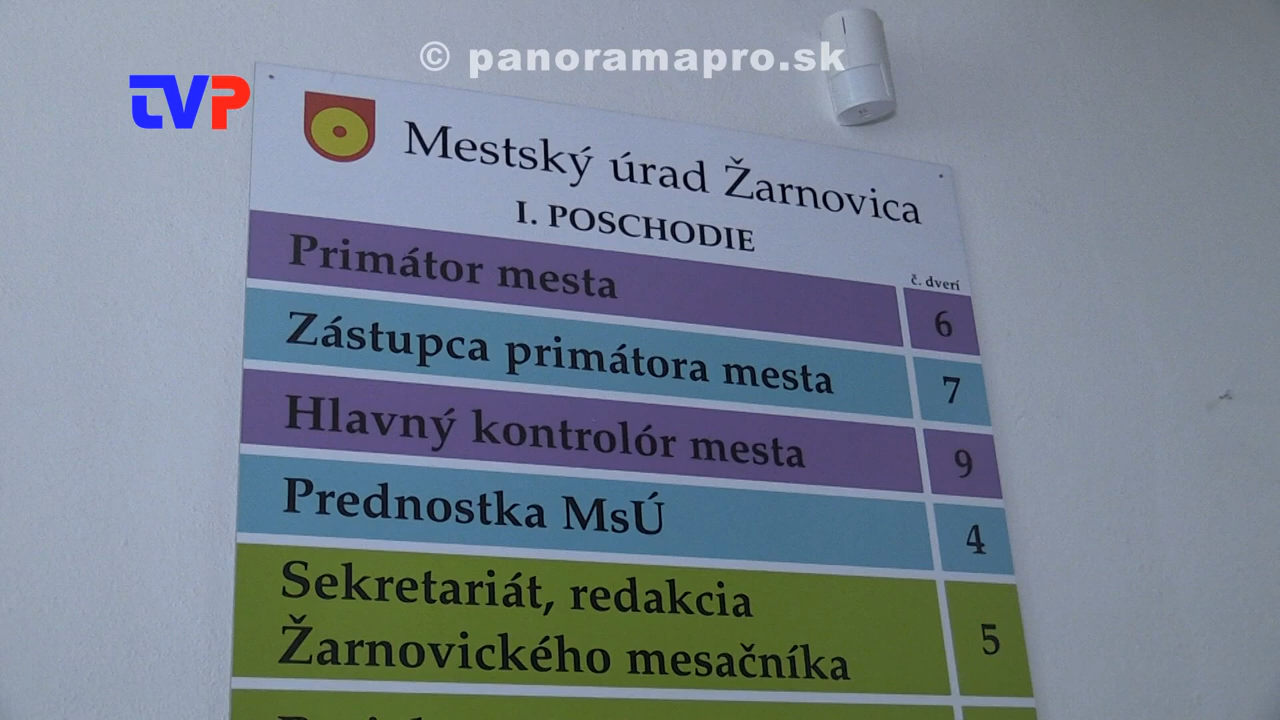 © panoramapro.sk
TVP
Mestský úrad Žarnovica
I. POSCHODIE
č. dverí
Primátor mesta 6
Zástupca primátora mesta 7
Hlavný kontrolór mesta 9
Prednostka MsÚ 4
Sekretariát, redakcia
Žarnovického mesačníka 5